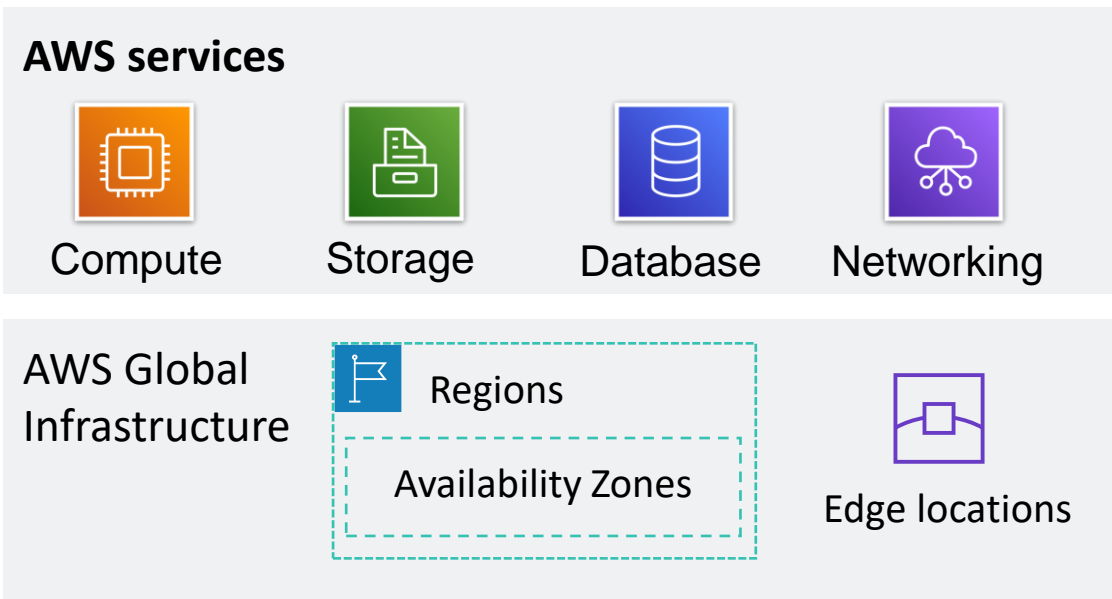 AWS services
Compute
Storage
Database
Networking
AWS Global
Infrastructure
Regions
Availability Zones
Edge locations